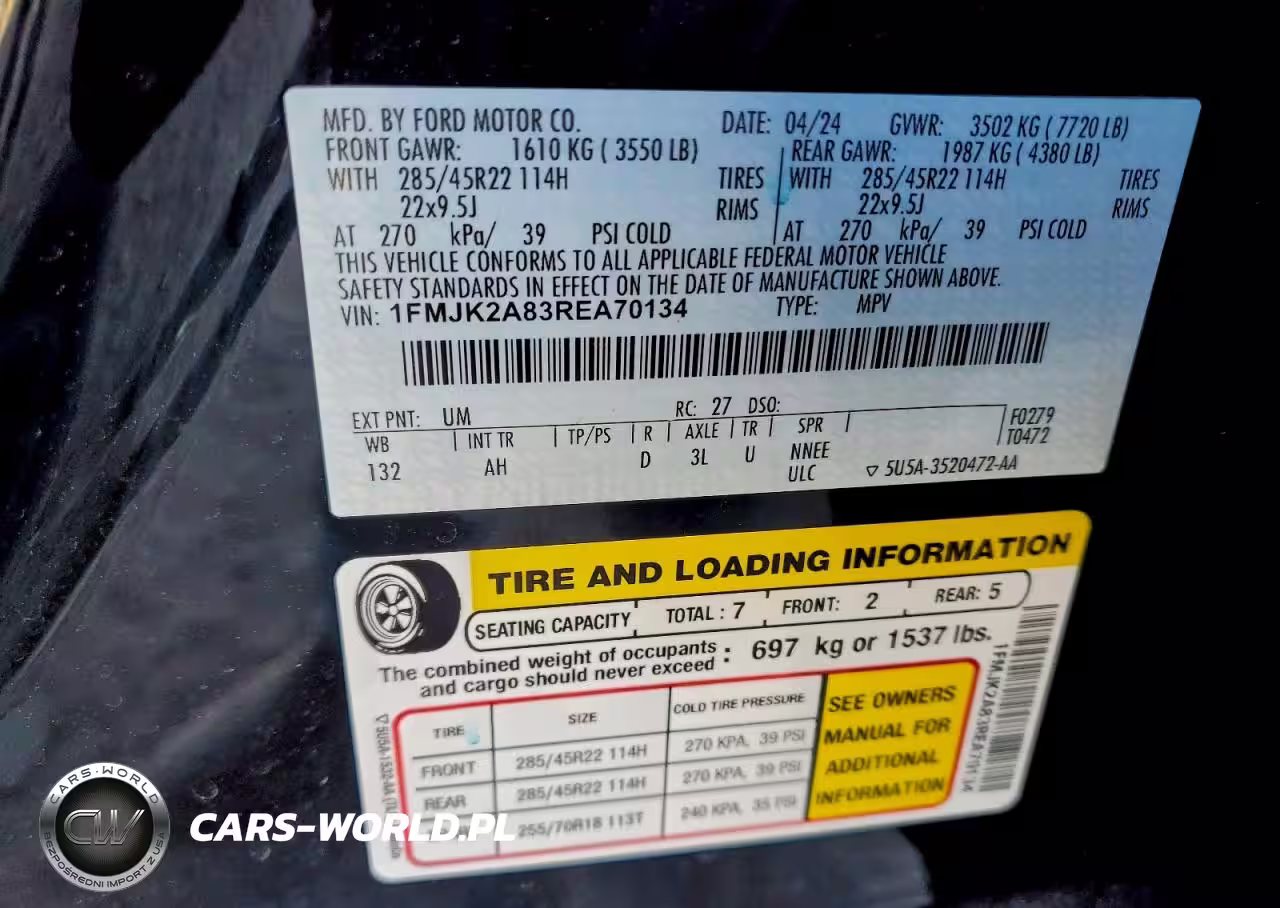 MFD. BY FORD MOTOR CO. DATE: 04/24 GVWR: 3502 KG ( 7720 LB)
FRONT GAWR: 1610 KG ( 3550 LB) REAR GAWR: 1987 KG ( 4380 LB)
WITH 285/45R22 114H TIRES WITH 285/45R22 114H TIRES
22x9.5J RIMS 22x9.5J RIMS
AT 270 kPa/ 39 PSI COLD AT 270 kPa/ 39 PSI COLD
THIS VEHICLE CONFORMS TO ALL APPLICABLE FEDERAL MOTOR VEHICLE
SAFETY STANDARDS IN EFFECT ON THE DATE OF MANUFACTURE SHOWN ABOVE.
VIN: 1FMJK2A83REA70134 TYPE: MPV
EXT PNT: UM RC: 27 DSO:
WB INT TR TP/PS R AXLE TR SPR F0279
T0472
132 AH D 3L U NNEE
ULC ▽ 5U5A-3520472-AA
TIRE AND LOADING INFORMATION
SEATING CAPACITY TOTAL : 7 FRONT: 2 REAR: 5
The combined weight of occupants
and cargo should never exceed : 697 kg or 1537 lbs.
TIRE SIZE COLD TIRE PRESSURE
FRONT 285/45R22 114H 270 KPA, 39 PSI
REAR 285/45R22 114H 270 KPA, 39 PSI
255/70R18 113T 240 KPA, 35 PSI
SEE OWNERS
MANUAL FOR
ADDITIONAL
INFORMATION
1FMJK2A83REA70134
CARS-WORLD
CW
BEZPOŚREDNI IMPORT Z USA
CARS-WORLD.PL